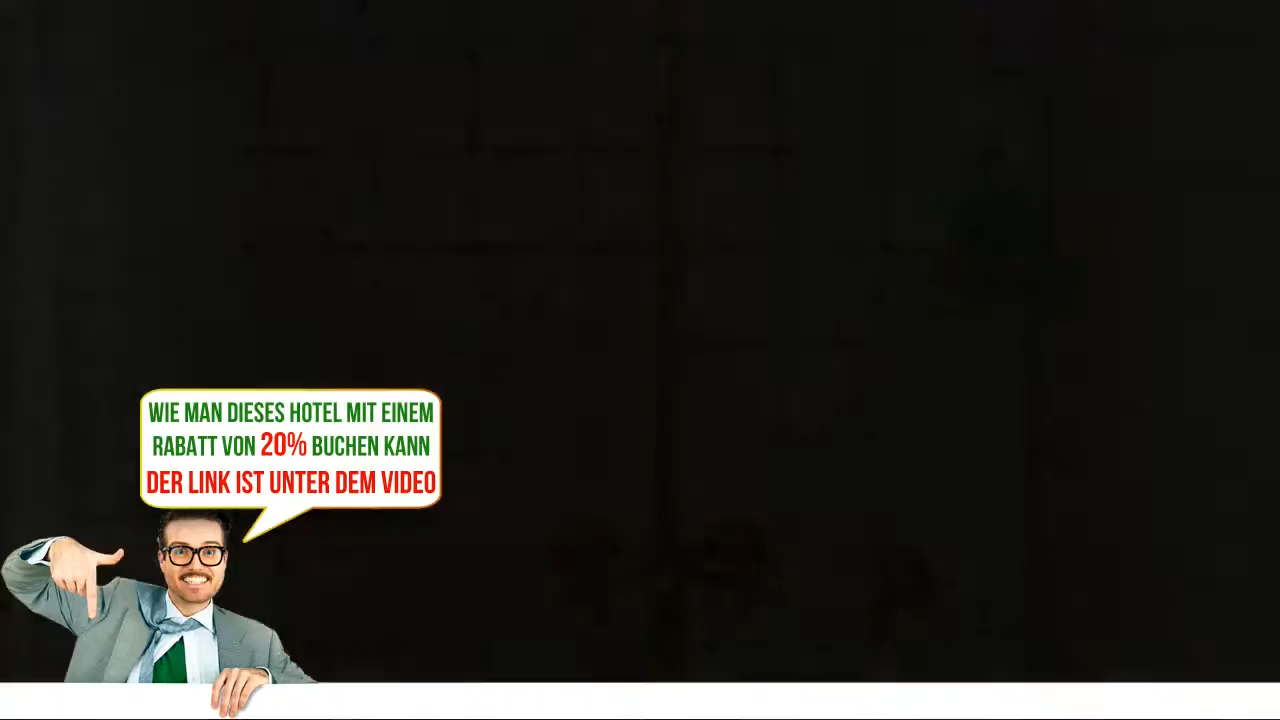 WIE MAN DIESES HOTEL MIT EINEM
RABATT VON 20% BUCHEN KANN
DER LINK IST UNTER DEM VIDEO